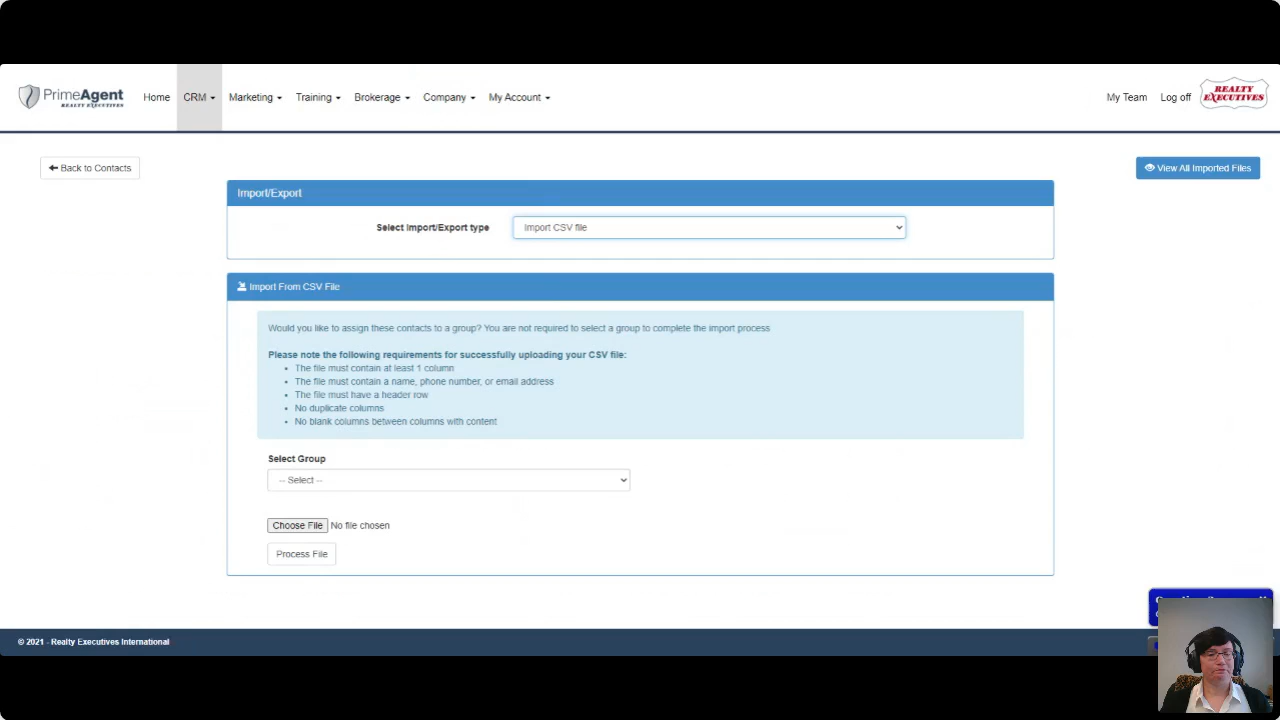 PrimeAgent
REALTY EXECUTIVES
Home
CRM
Marketing
Training
Brokerage
Company
My Account
My Team
Log off
REALTY
EXECUTIVES
Back to Contacts
View All Imported Files
Import/Export
Select Import/Export type
Import CSV file
Import From CSV File
Would you like to assign these contacts to a group? You are not required to select a group to complete the import process
Please note the following requirements for successfully uploading your CSV file:
The file must contain at least 1 column
The file must contain a name, phone number, or email address
The file must have a header row
No duplicate columns
No blank columns between columns with content
Select Group
-- Select --
Choose File No file chosen
Process File
© 2021 - Realty Executives International